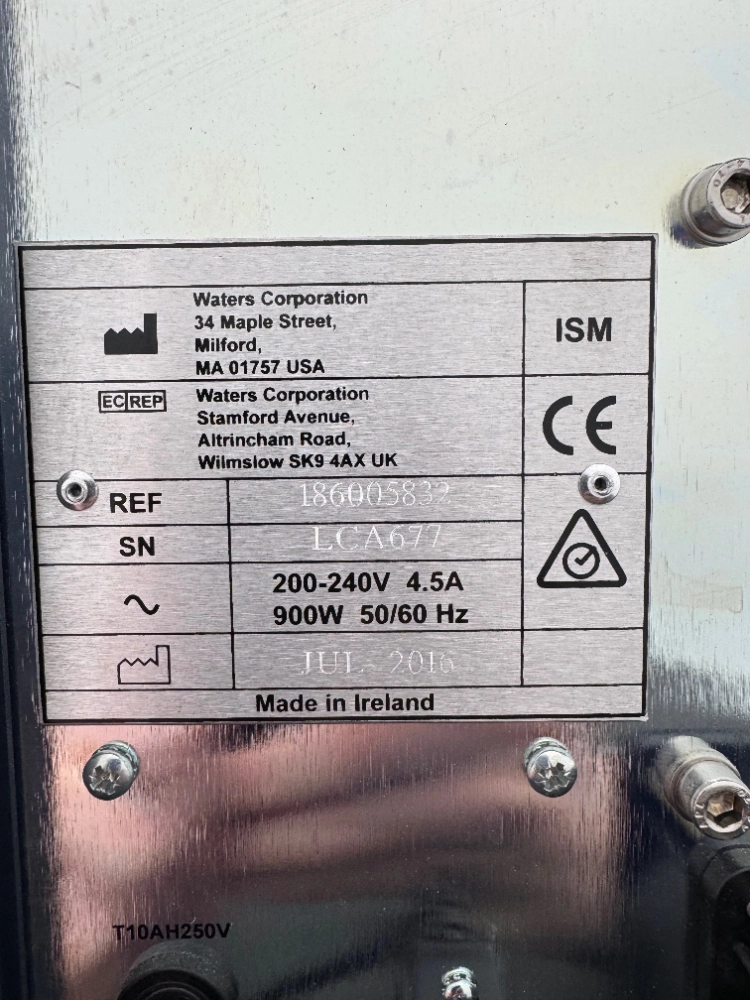 Waters Corporation
34 Maple Street,
Milford,
MA 01757 USA
ISM
EC REP
Waters Corporation
Stamford Avenue,
Altrincham Road,
Wilmslow SK9 4AX UK
CE
REF
186005832
SN
LCA677
200-240V 4.5A
900W 50/60 Hz
JUL 2016
Made in Ireland
T10AH250V